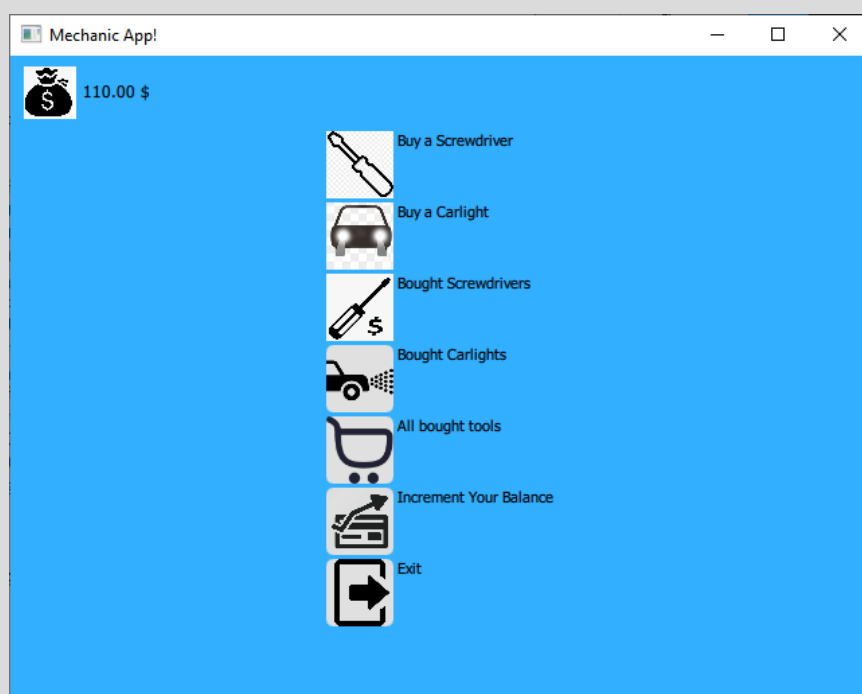 Mechanic App!
$ 110.00 $
Buy a Screwdriver
Buy a Carlight
Bought Screwdrivers
$
Bought Carlights
All bought tools
Increment Your Balance
Exit